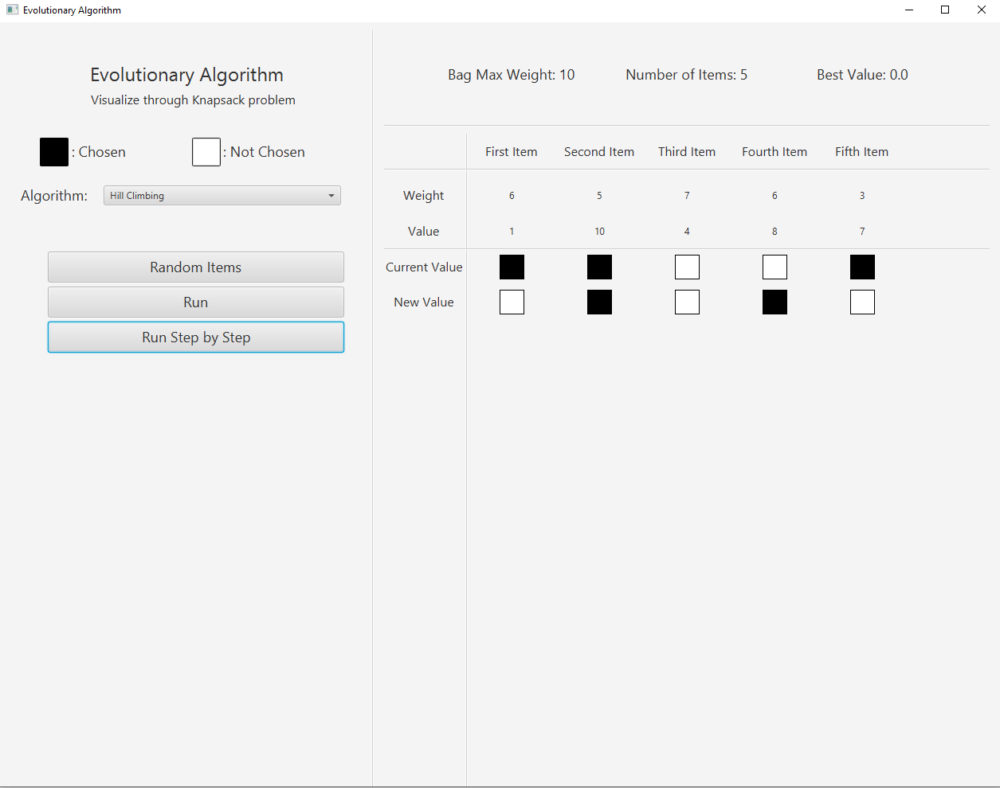 Evolutionary Algorithm
Evolutionary Algorithm
Visualize through Knapsack problem
: Chosen
: Not Chosen
Algorithm:
Hill Climbing
Random Items
Run
Run Step by Step
Bag Max Weight: 10
Number of Items: 5
Best Value: 0.0
First Item Second Item Third Item Fourth Item Fifth Item
Weight 6 5 7 6 3
Value 1 10 4 8 7
Current Value
New Value